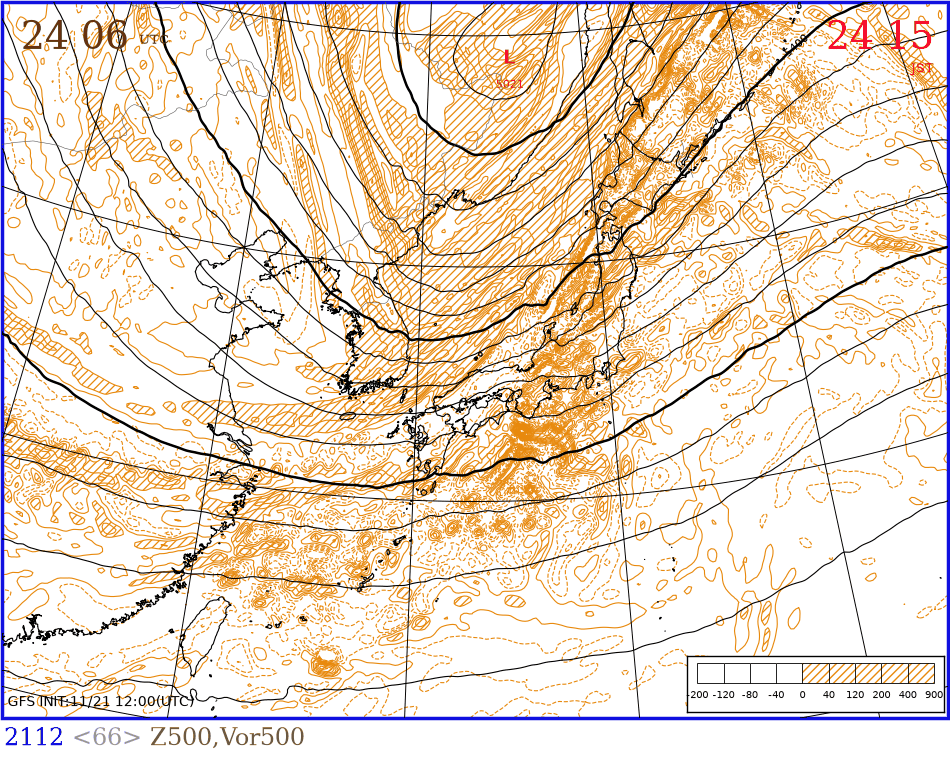 24 06 UTC
24 15
JST
L
5021
-200 -120 -80 -40 0 40 120 200 400 900
GFS INIT:11/21 12:00(UTC)
2112 <66> Z500,Vor500